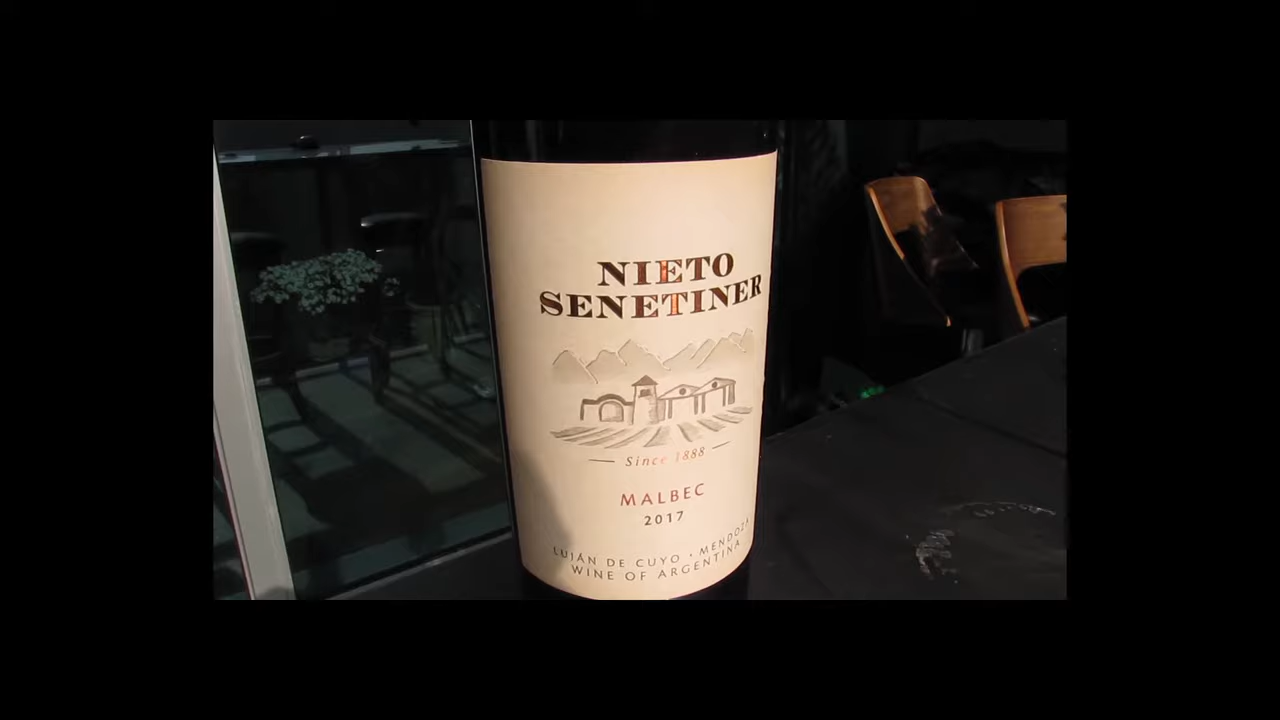 NIETO
SENETINER
Since 1888
MALBEC
2017
LUJÁN DE CUYO • MENDOZA
WINE OF ARGENTINA